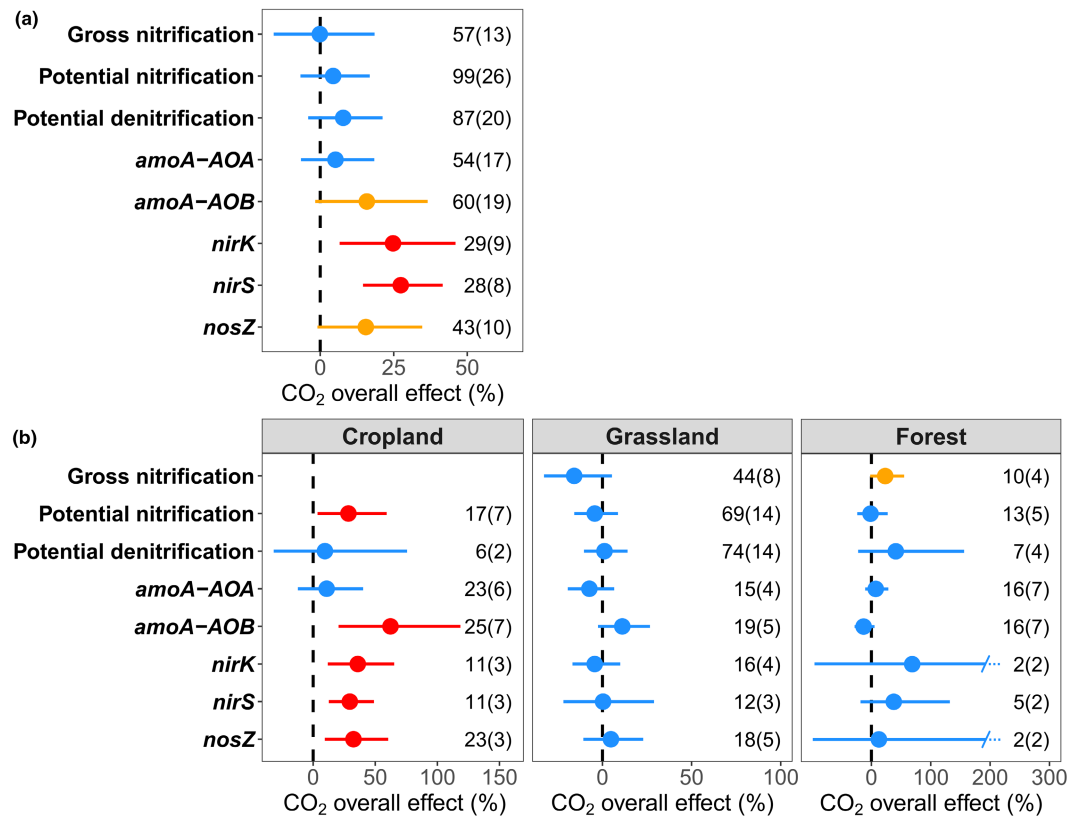 (a)
Gross nitrification 57(13)
Potential nitrification 99(26)
Potential denitrification 87(20)
amoA−AOA 54(17)
amoA−AOB 60(19)
nirK 29(9)
nirS 28(8)
nosZ 43(10)
0 25 50
CO2 overall effect (%)
(b)
Cropland Grassland Forest
Gross nitrification 44(8) 10(4)
Potential nitrification 17(7) 69(14) 13(5)
Potential denitrification 6(2) 74(14) 7(4)
amoA−AOA 23(6) 15(4) 16(7)
amoA−AOB 25(7) 19(5) 16(7)
nirK 11(3) 16(4) 2(2)
nirS 11(3) 12(3) 5(2)
nosZ 23(3) 18(5) 2(2)
0 50 100 150 0 50 100 0 100 200 300
CO2 overall effect (%) CO2 overall effect (%) CO2 overall effect (%)